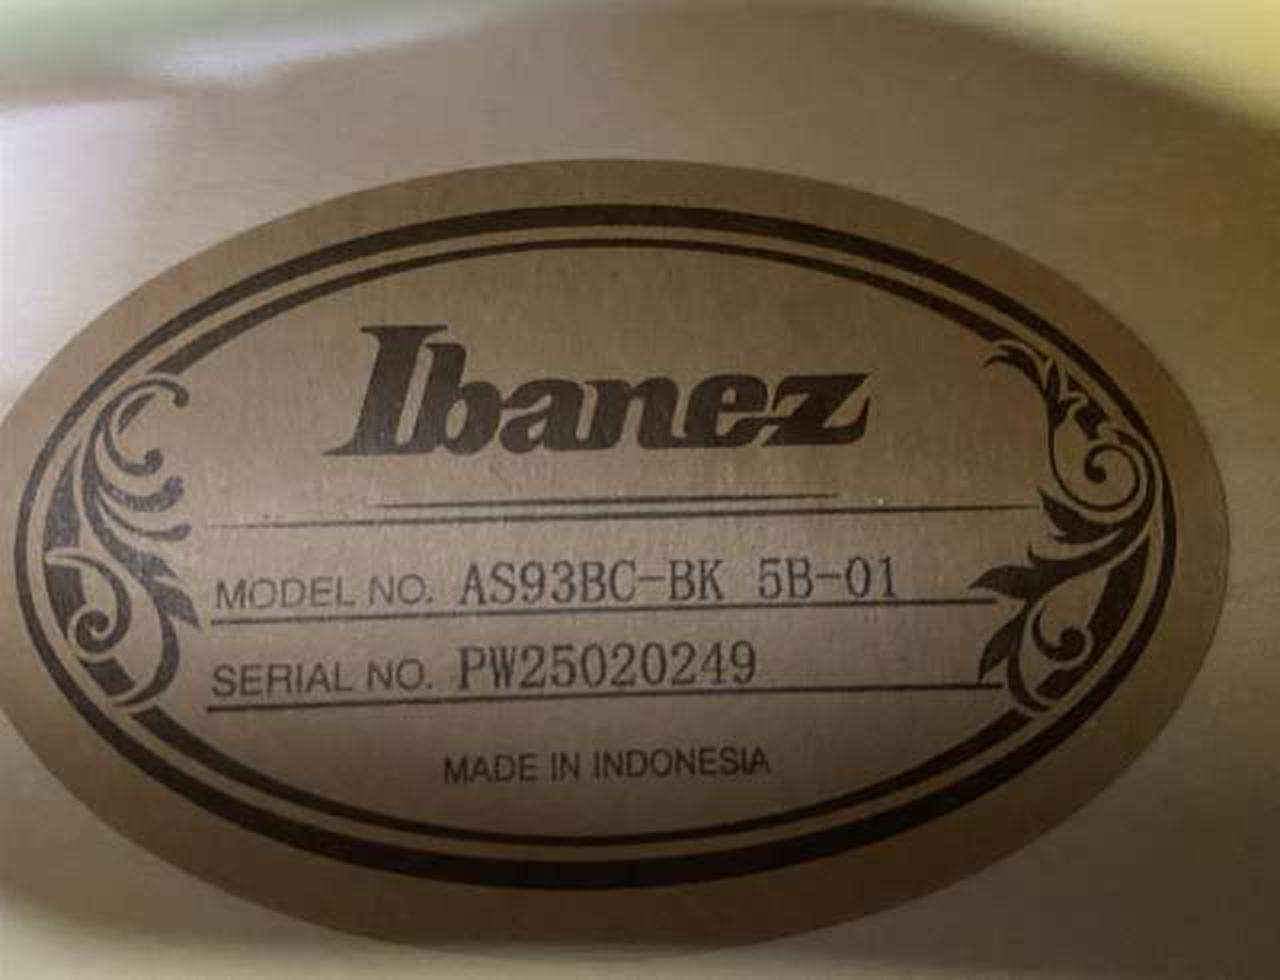 Ibanez
MODEL NO. AS93BC-BK 5B-01
SERIAL NO. PW25020249
MADE IN INDONESIA